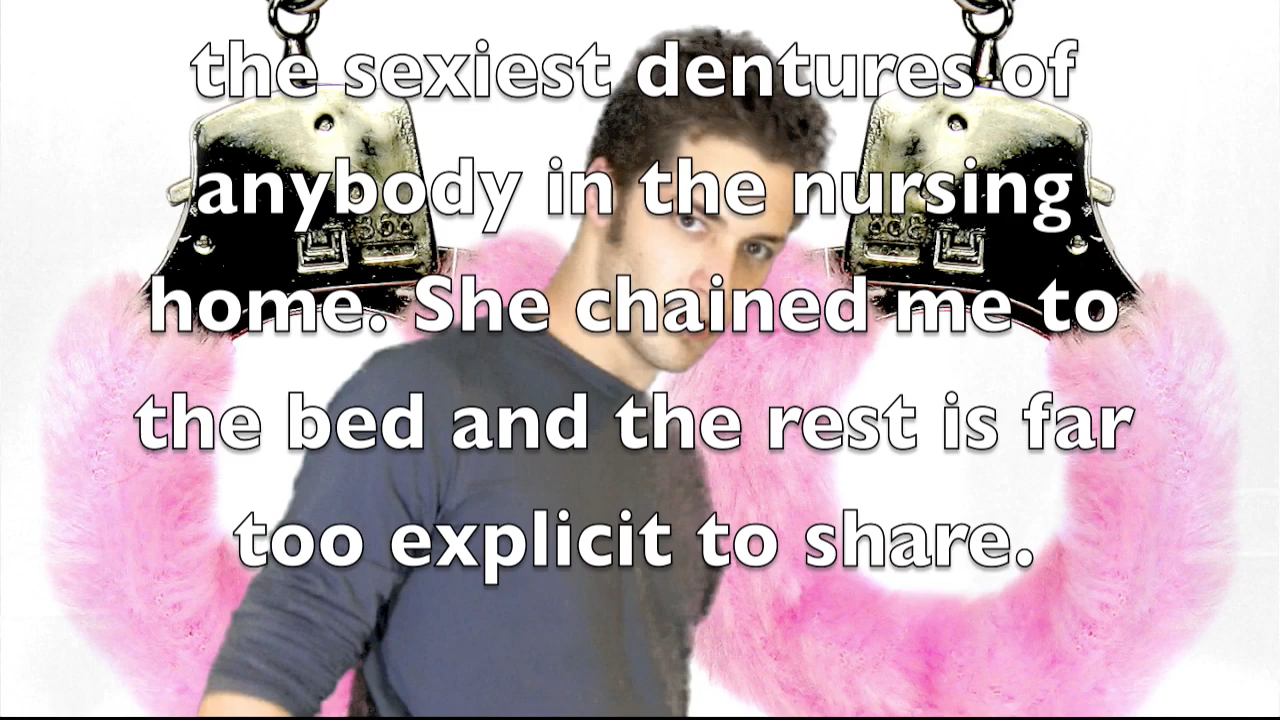 the sexiest dentures of
anybody in the nursing
home. She chained me to
the bed and the rest is far
too explicit to share.